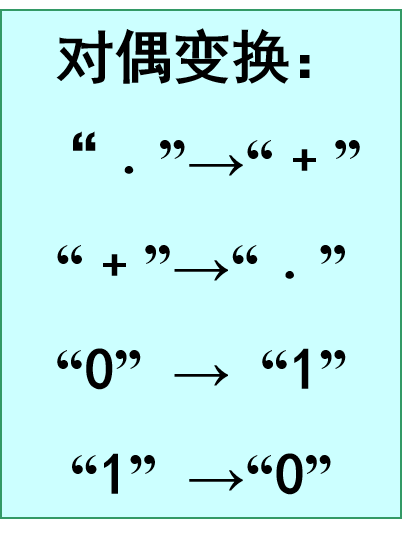 对偶变换：
“ . ”→“ + ”
“ + ”→“ . ”
“0” → “1”
“1” →“0”